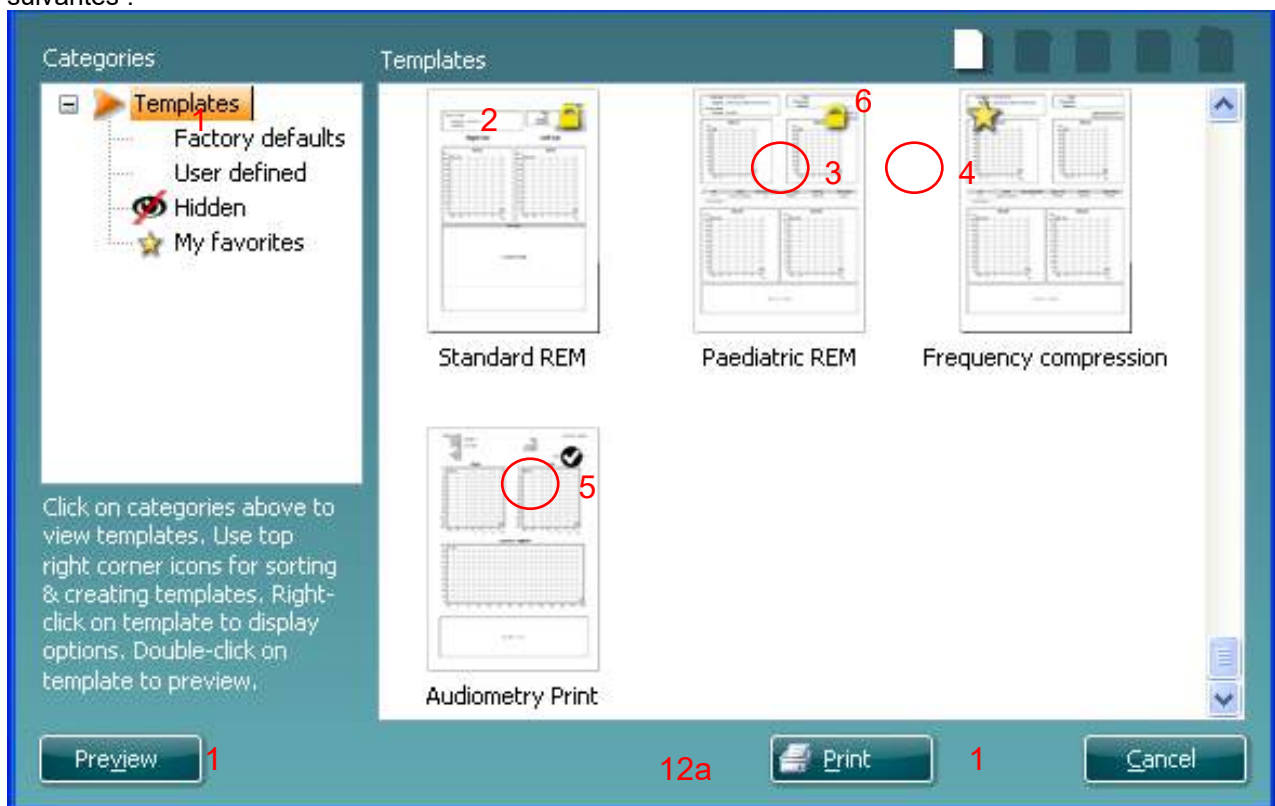 suivantes :
Categories
Templates
Templates
1
Factory defaults
User defined
Hidden
My favorites
2
6
3
4
Standard REM
Paediatric REM
Frequency compression
5
Audiometry Print
Click on categories above to
view templates. Use top
right corner icons for sorting
& creating templates. Right-
click on template to display
options. Double-click on
template to preview.
Preview
1
12a
Print
1
Cancel